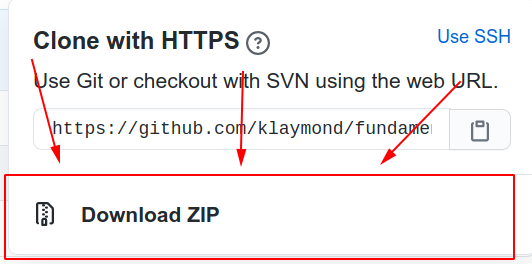 Clone with HTTPS ?
Use SSH
Use Git or checkout with SVN using the web URL.
https://github.com/klaymond/fundamen
Download ZIP